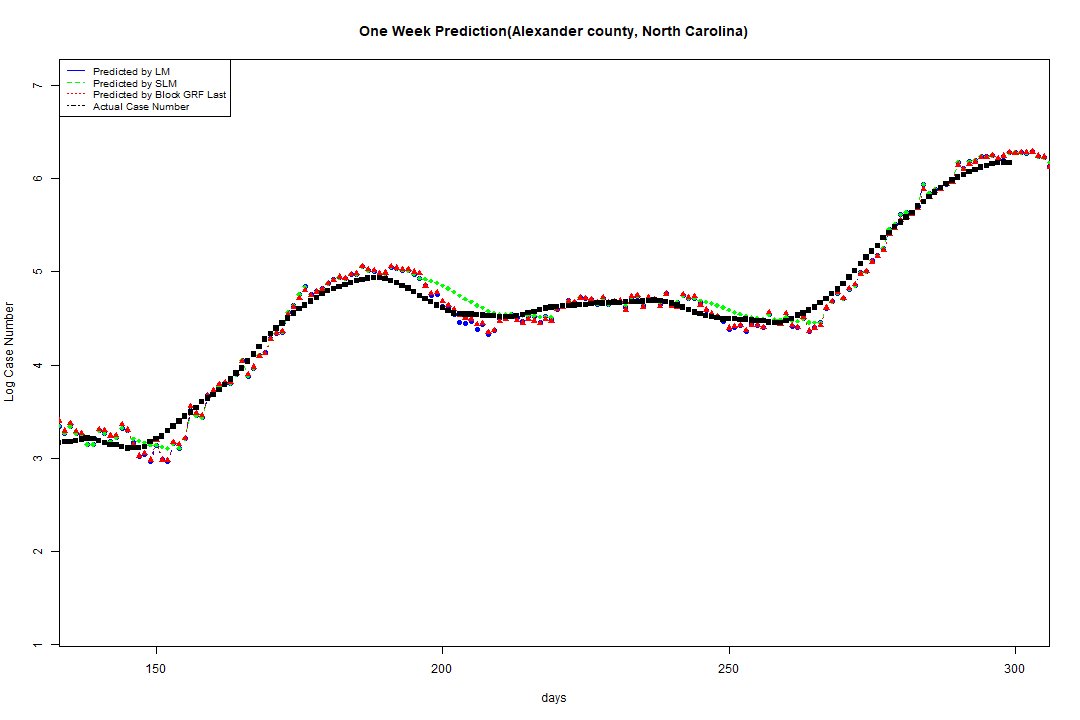 One Week Prediction(Alexander county, North Carolina)
Predicted by LM
Predicted by SLM
Predicted by Block GRF Last
Actual Case Number
7
6
5
4
3
2
1
Log Case Number
150
200
250
300
days